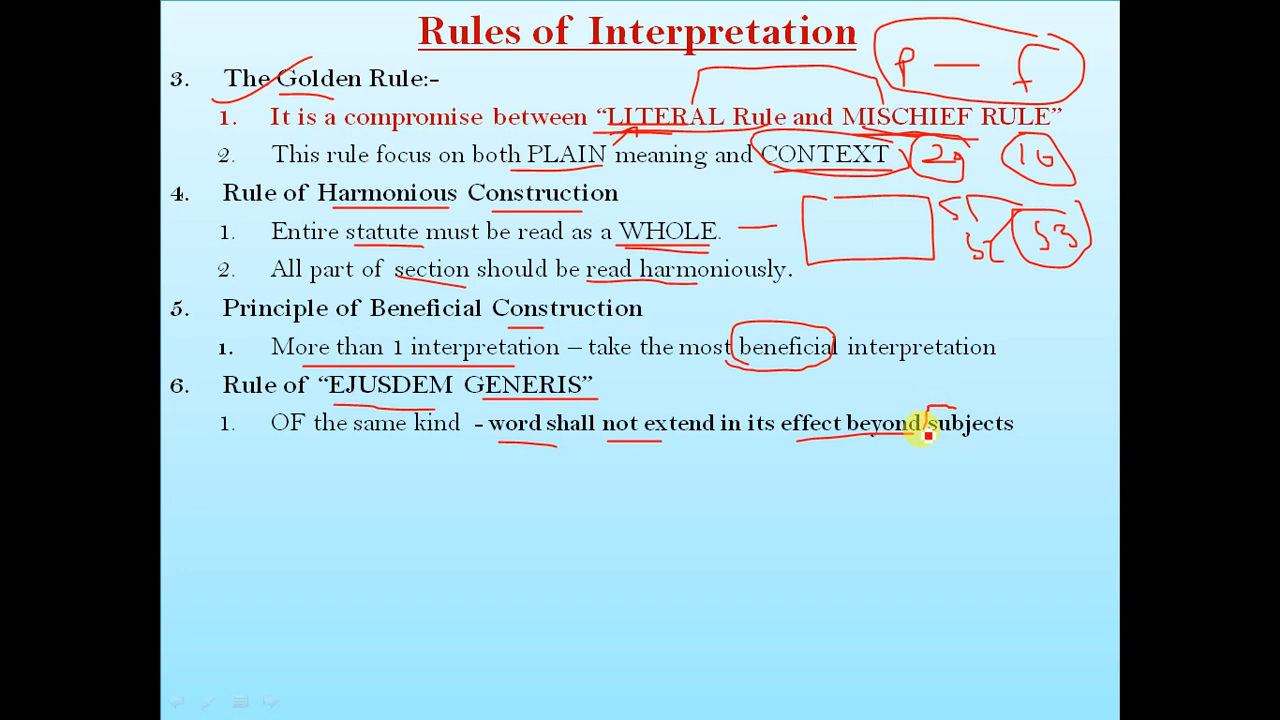 Rules of Interpretation
P — f
3. The Golden Rule:-
1. It is a compromise between “LITERAL Rule and MISCHIEF RULE”
2. This rule focus on both PLAIN meaning and CONTEXT
4. Rule of Harmonious Construction
1. Entire statute must be read as a WHOLE.
2. All part of section should be read harmoniously.
5. Principle of Beneficial Construction
1. More than 1 interpretation – take the most beneficial interpretation
6. Rule of “EJUSDEM GENERIS”
1. OF the same kind - word shall not extend in its effect beyond subjects